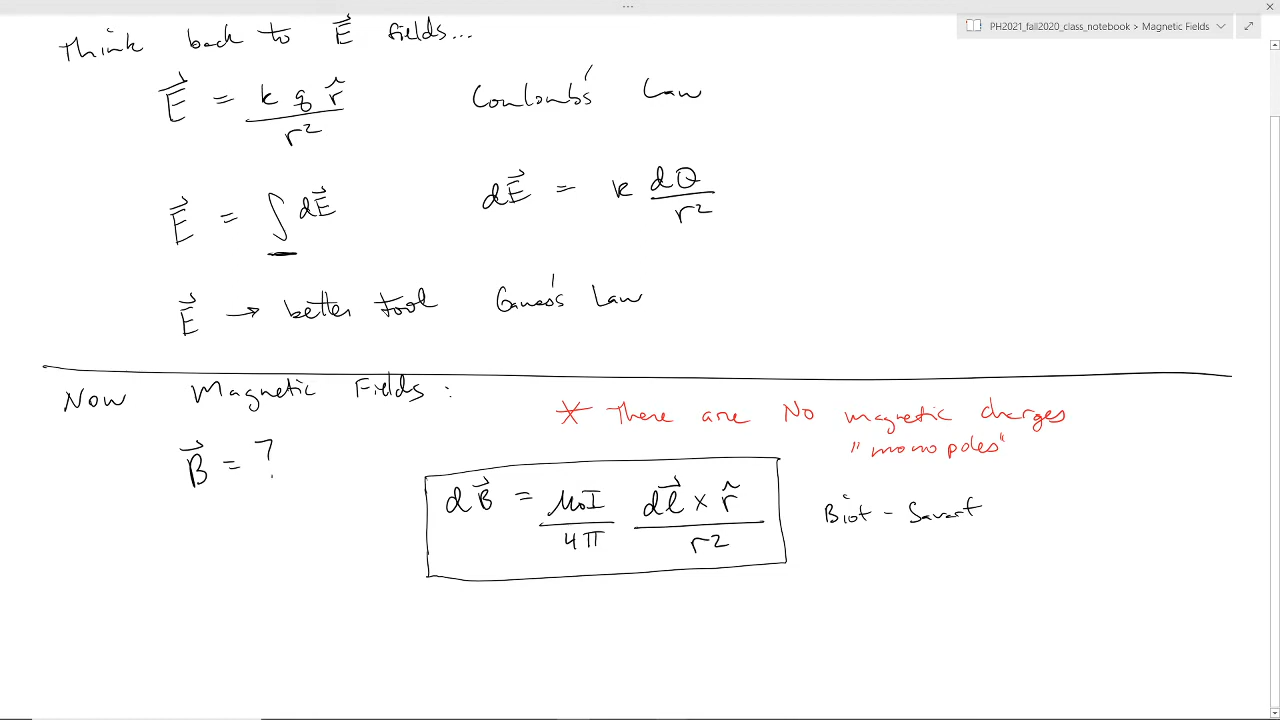 PH2021_fall2020_class_notebook > Magnetic Fields
Think back to E⃗ fields...
E⃗ = k q r̂ / r²
Coulomb's Law
E⃗ = ∫ dE⃗
dE⃗ = k dQ / r²
E⃗ → better tool Gauss's Law
Now Magnetic Fields:
* There are No magnetic charges
"monopoles"
B⃗ = ?
dB⃗ = μ₀I / 4π dl⃗ × r̂ / r²
Biot - Savart